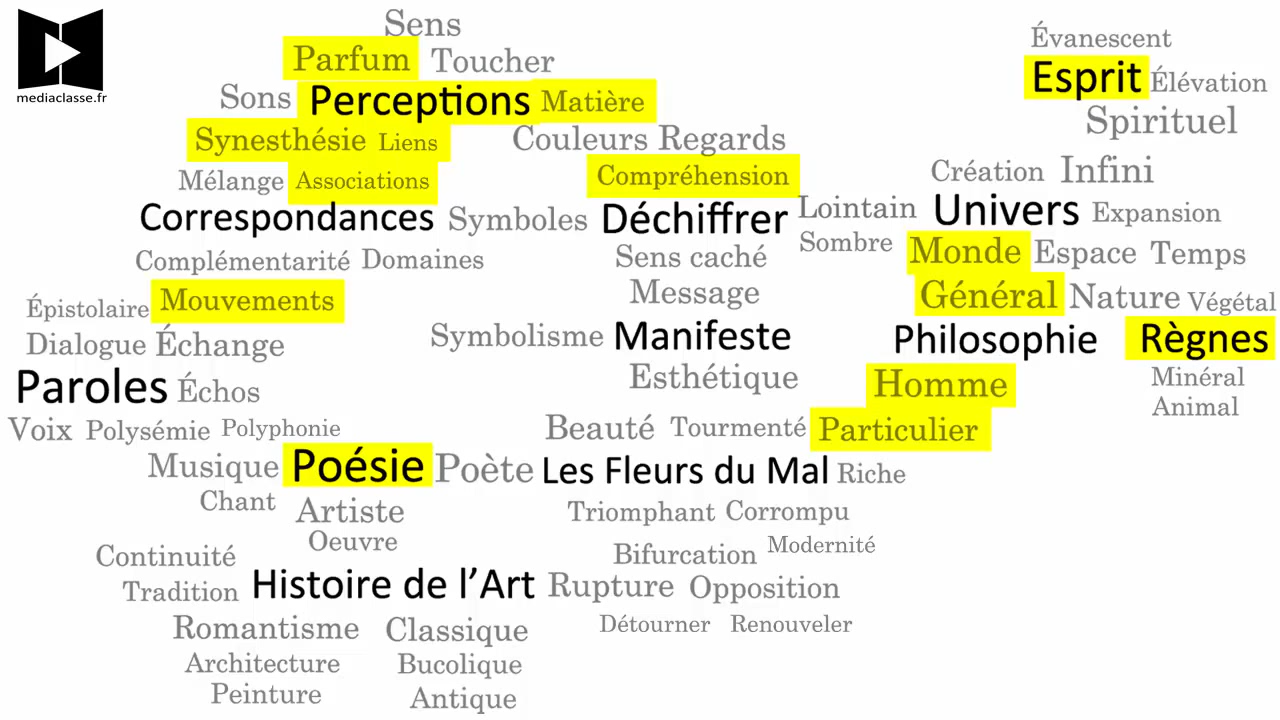 mediaclasse.fr
Sens
Parfum Toucher
Sons Perceptions Matière
Synesthésie Liens Couleurs Regards
Mélange Associations Compréhension
Correspondances Symboles Déchiffrer
Complémentarité Domaines Sens caché
Message
Évanescent
Esprit Élévation
Spirituel
Création Infini
Lointain Univers Expansion
Sombre Monde Espace Temps
Général Nature Végétal
Philosophie Règnes
Homme Minéral
Animal
Particulier
Épistolaire Mouvements
Dialogue Échange
Paroles Échos
Voix Polysémie Polyphonie
Symbolisme Manifeste
Esthétique
Beauté Tourmenté
Musique Poésie Poète Les Fleurs du Mal Riche
Chant Artiste Triomphant Corrompu
Oeuvre
Continuité Bifurcation Modernité
Tradition Histoire de l'Art Rupture Opposition
Romantisme Classique Détourner Renouveler
Architecture Bucolique
Peinture Antique